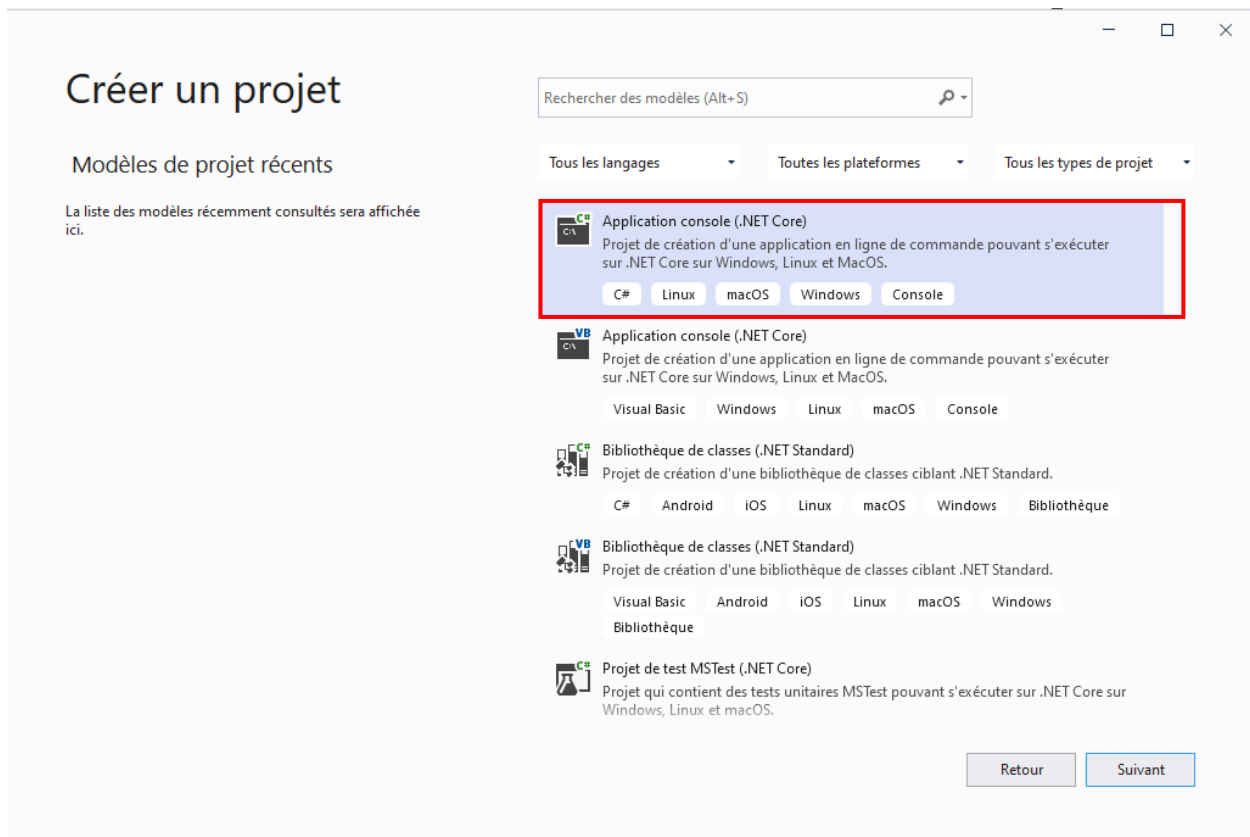 Créer un projet
Rechercher des modèles (Alt+S)
Modèles de projet récents
Tous les langages
Toutes les plateformes
Tous les types de projet
La liste des modèles récemment consultés sera affichée
ici.
C#
C:\
Application console (.NET Core)
Projet de création d'une application en ligne de commande pouvant s'exécuter
sur .NET Core sur Windows, Linux et MacOS.
C# Linux macOS Windows Console
VB
C:\
Application console (.NET Core)
Projet de création d'une application en ligne de commande pouvant s'exécuter
sur .NET Core sur Windows, Linux et MacOS.
Visual Basic Windows Linux macOS Console
C#
Bibliothèque de classes (.NET Standard)
Projet de création d'une bibliothèque de classes ciblant .NET Standard.
C# Android iOS Linux macOS Windows Bibliothèque
VB
Bibliothèque de classes (.NET Standard)
Projet de création d'une bibliothèque de classes ciblant .NET Standard.
Visual Basic Android iOS Linux macOS Windows
Bibliothèque
C#
Projet de test MSTest (.NET Core)
Projet qui contient des tests unitaires MSTest pouvant s'exécuter sur .NET Core sur
Windows, Linux et macOS.
Retour
Suivant